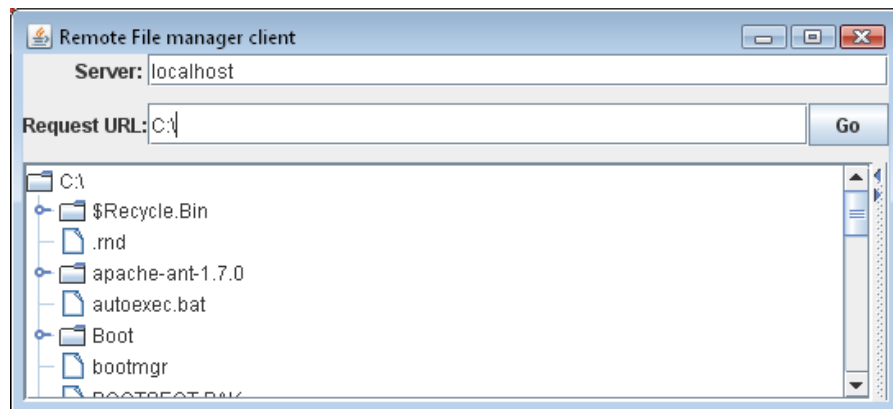 Remote File manager client
Server: localhost
Request URL: C:\
Go
C:\
$Recycle.Bin
.rnd
apache-ant-1.7.0
autoexec.bat
Boot
bootmgr